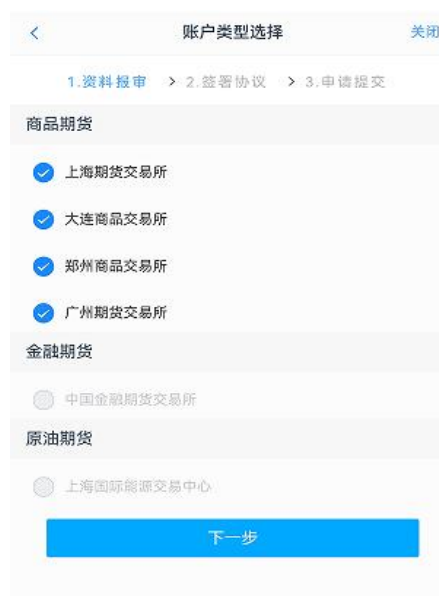 账户类型选择 关闭
1.资料报审 > 2.签署协议 > 3.申请提交
商品期货
上海期货交易所
大连商品交易所
郑州商品交易所
广州期货交易所
金融期货
中国金融期货交易所
原油期货
上海国际能源交易中心
下一步